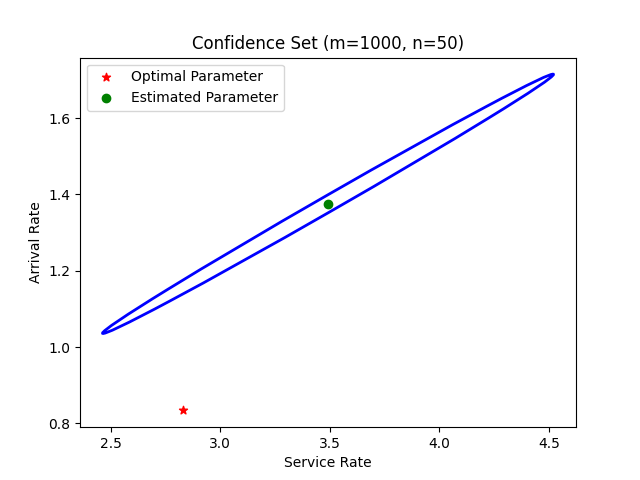 Confidence Set (m=1000, n=50)
Optimal Parameter
Estimated Parameter
Arrival Rate
1.6
1.4
1.2
1.0
0.8
2.5
3.0
3.5
4.0
4.5
Service Rate